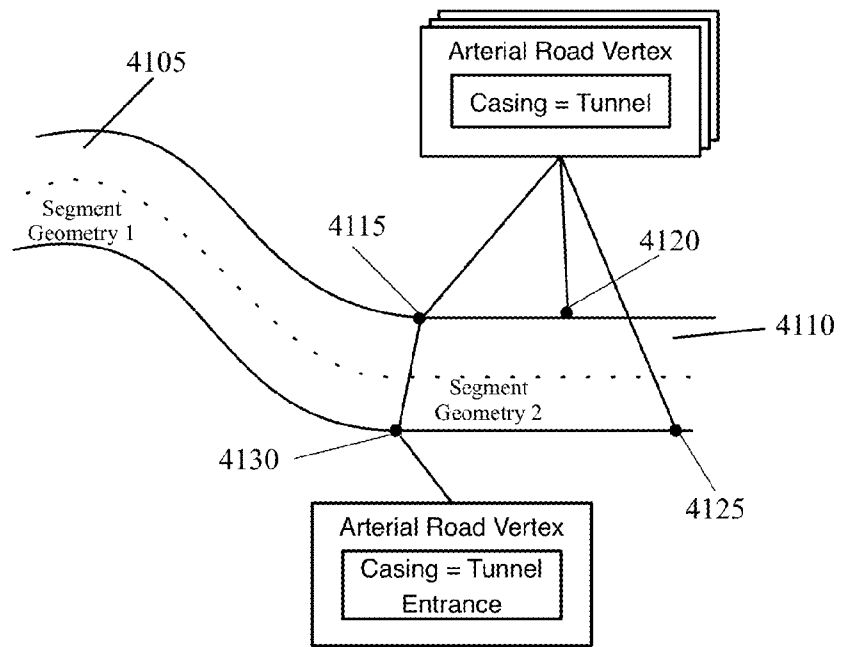 Arterial Road Vertex
Casing = Tunnel
4105
Segment
Geometry 1
4115
4120
4110
Segment
Geometry 2
4130
4125
Arterial Road Vertex
Casing = Tunnel
Entrance